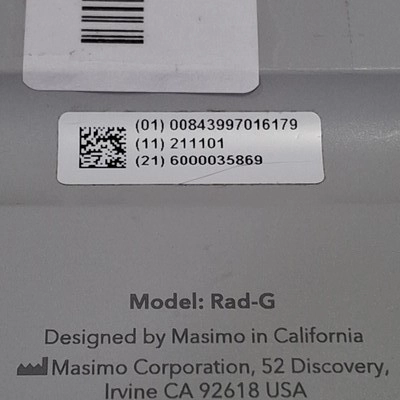 (01) 00843997016179
(11) 211101
(21) 6000035869
Model: Rad-G
Designed by Masimo in California
Masimo Corporation, 52 Discovery,
Irvine CA 92618 USA